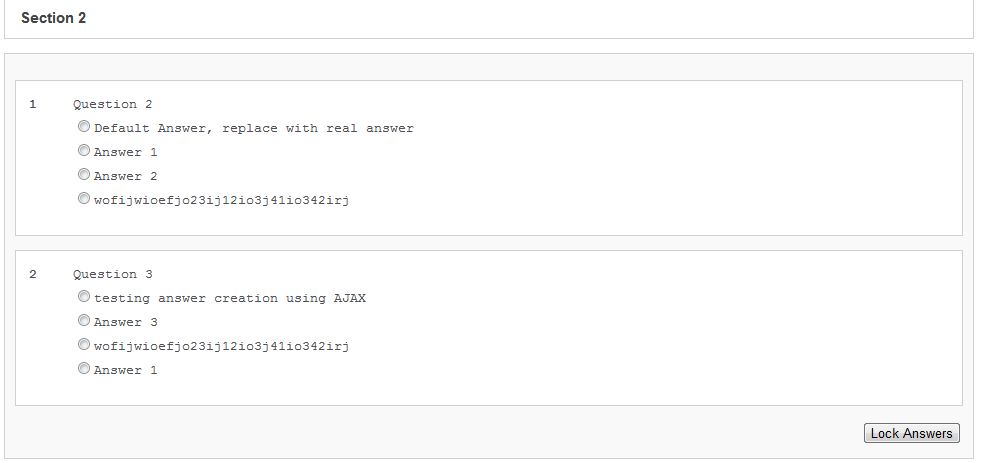 Section 2
1 Question 2
Default Answer, replace with real answer
Answer 1
Answer 2
wofijwioefjo23ij12io3j41io342irj
2 Question 3
testing answer creation using AJAX
Answer 3
wofijwioefjo23ij12io3j41io342irj
Answer 1
Lock Answers